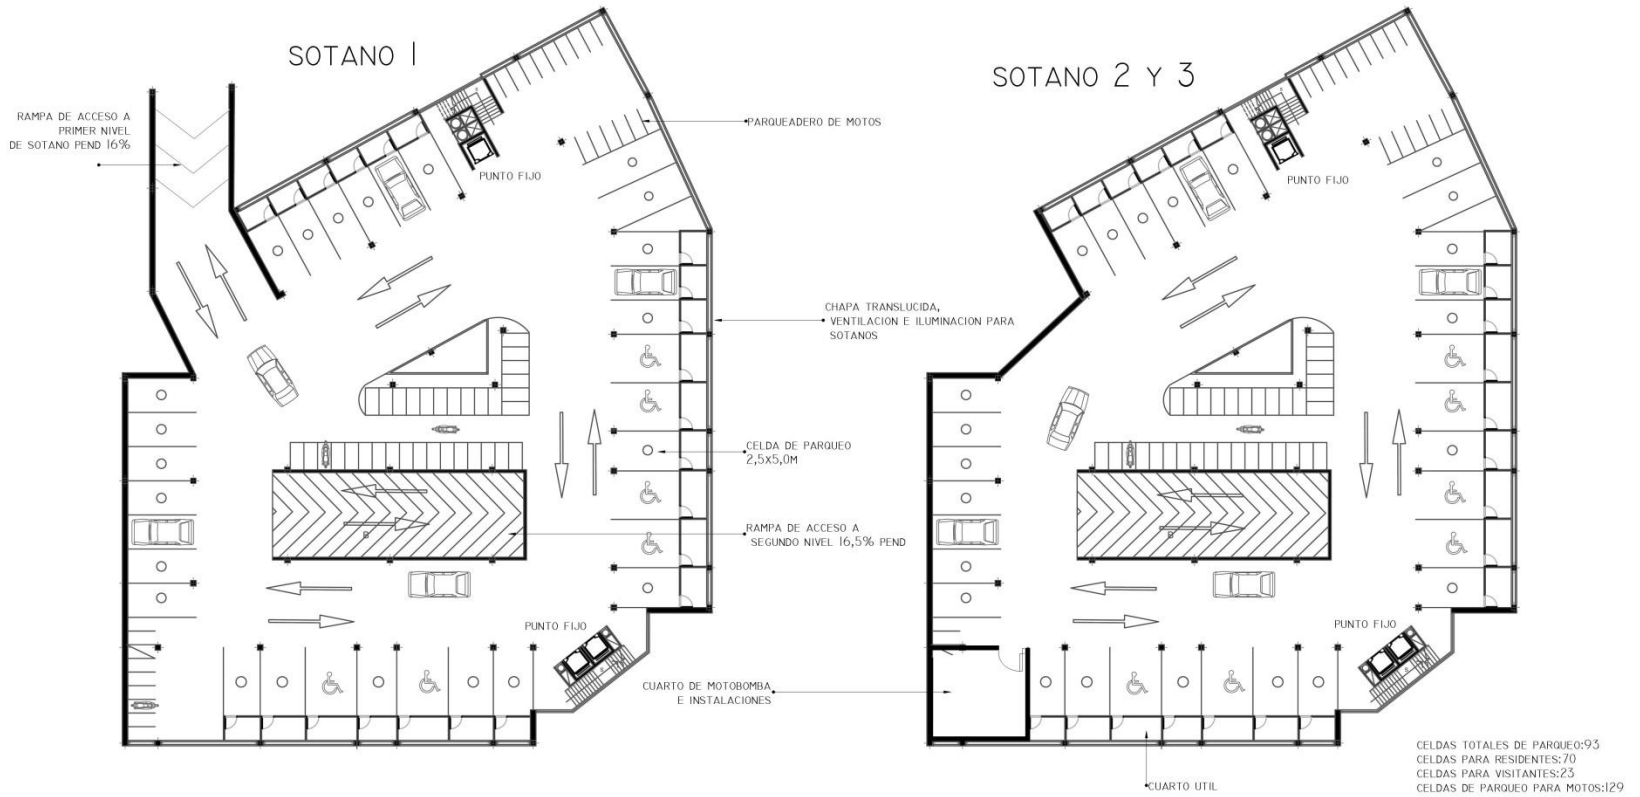 SOTANO 1
SOTANO 2 Y 3
RAMPA DE ACCESO A
PRIMER NIVEL
DE SOTANO PEND 16%
PARQUEADERO DE MOTOS
PUNTO FIJO
PUNTO FIJO
CHAPA TRANSLUCIDA,
VENTILACION E ILUMINACION PARA
SOTANOS
CELDA DE PARQUEO
2,5X5,0M
RAMPA DE ACCESO A
SEGUNDO NIVEL 16,5% PEND
PUNTO FIJO
PUNTO FIJO
CUARTO DE MOTOBOMBA
E INSTALACIONES
CUARTO UTIL
CELDAS TOTALES DE PARQUEO:93
CELDAS PARA RESIDENTES:70
CELDAS PARA VISITANTES:23
CELDAS DE PARQUEO PARA MOTOS:129